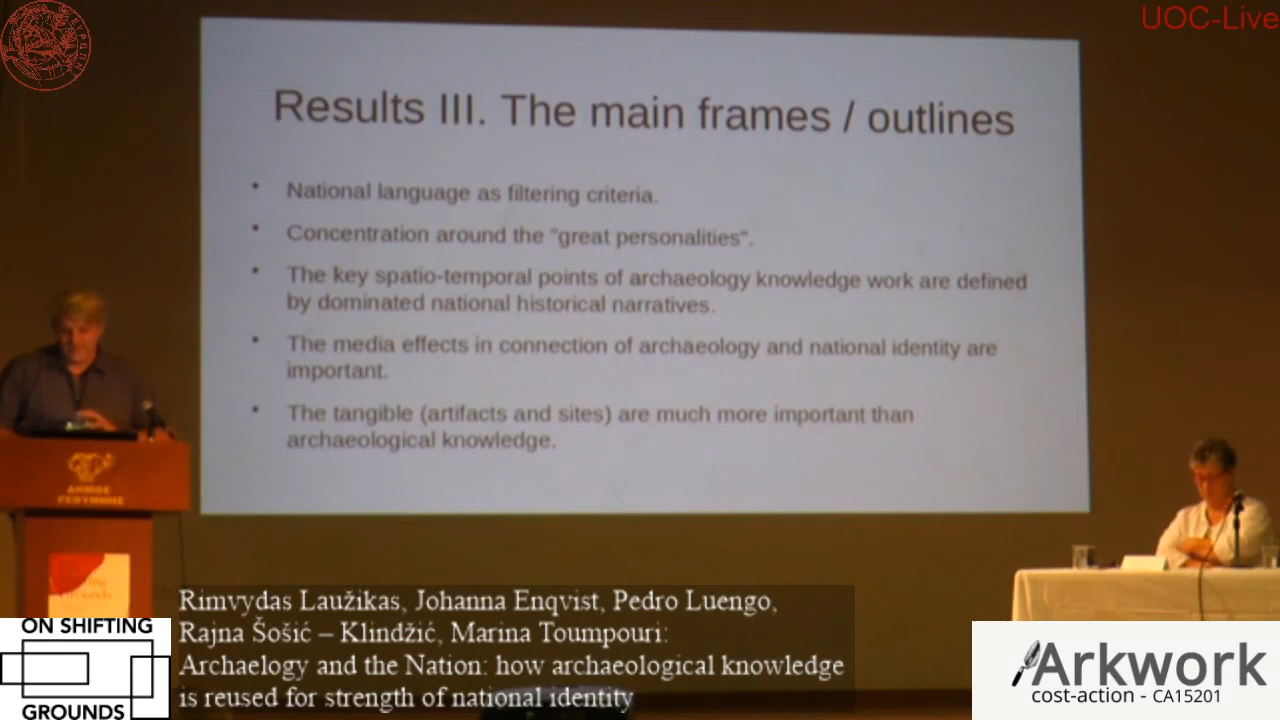 UOC-Live
Results III. The main frames / outlines
• National language as filtering criteria.
• Concentration around the "great personalities".
• The key spatio-temporal points of archaeology knowledge work are defined
by dominated national historical narratives.
• The media effects in connection of archaeology and national identity are
important.
• The tangible (artifacts and sites) are much more important than
archaeological knowledge.
ΔΗΜΟΣ
ΡΕΘΥΜΝΗΣ
Rimvydas Laužikas, Johanna Enqvist, Pedro Luengo,
Rajna Šošić – Klindžić, Marina Toumpouri:
Archaelogy and the Nation: how archaeological knowledge
is reused for strength of national identity
ON SHIFTING
GROUNDS
Arkwork
cost-action - CA15201